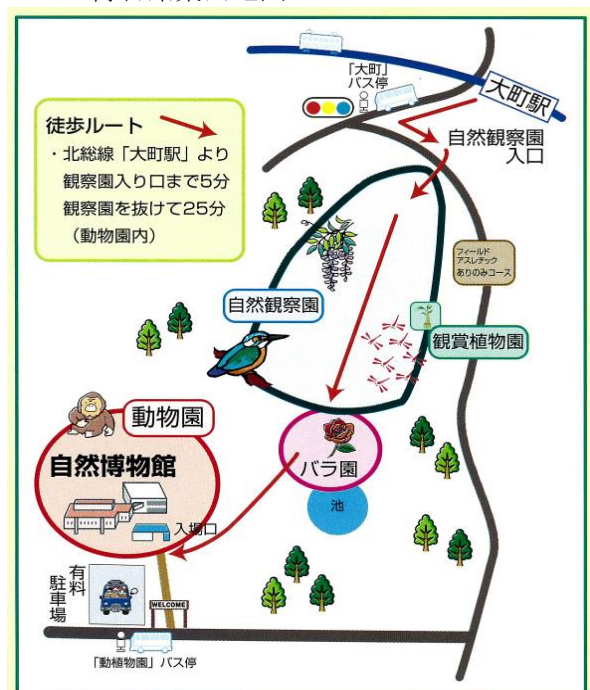 「大町」
バス停
大町駅
自然観察園
入口
徒歩ルート
・北総線「大町駅」より
観察園入り口まで5分
観察園を抜けて25分
（動物園内）
フィールド
アスレチック
ありのみコース
自然観察園
観賞植物園
動物園
自然博物館
バラ園
池
入場口
有料
駐車場
WELCOME
「動植物園」バス停